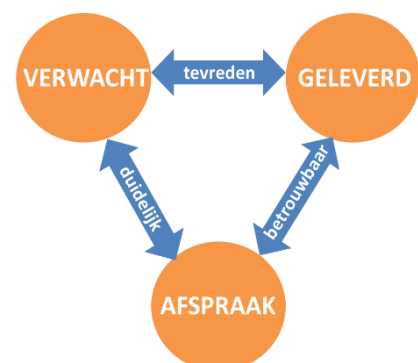 VERWACHT
tevreden
GELEVERD
duidelijk
betrouwbaar
AFSPRAAK